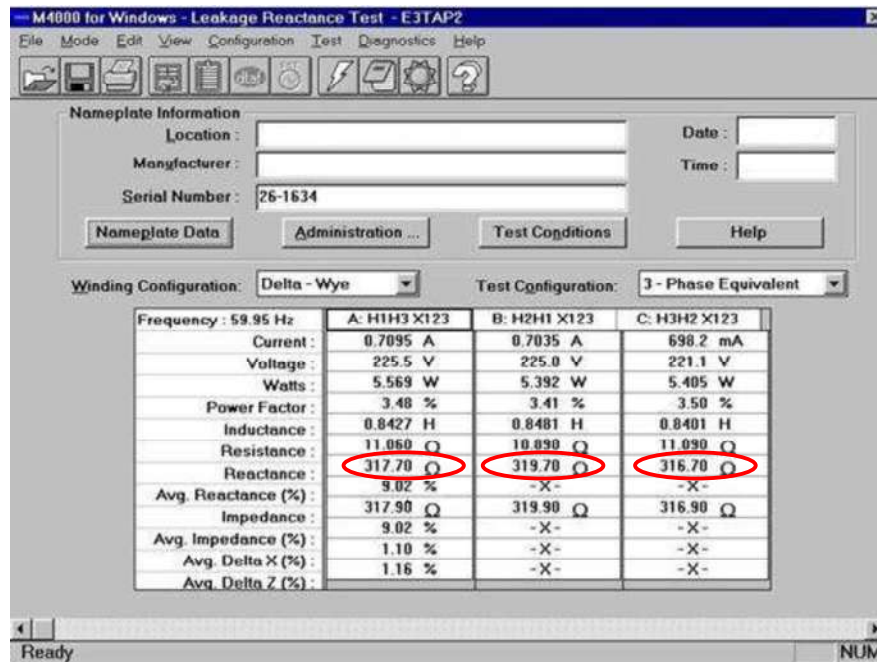 M4000 for Windows - Leakage Reactance Test - E3TAP2
File Mode Edit View Configuration Test Diagnostics Help
Nameplate Information
Location :
Date :
Manyfacturer :
Time :
Serial Number : 26-1634
Nameplate Data Administration ... Test Conditions Help
Winding Configuration: Delta - Wye Test Configuration: 3 - Phase Equivalent
Frequency : 59.95 Hz A: H1H3 X123 B: H2H1 X123 C: H3H2 X123
Current : 0.7095 A 0.7035 A 698.2 mA
Voltage : 225.5 V 225.0 V 221.1 V
Watts : 5.569 W 5.392 W 5.405 W
Power Factor : 3.48 % 3.41 % 3.50 %
Inductance : 0.8427 H 0.8481 H 0.8401 H
Resistance : 11.060 Ω 10.890 Ω 11.090 Ω
Reactance : 317.70 Ω 319.70 Ω 316.70 Ω
Avg. Reactance (%) : 9.02 % -X- -X-
Impedance : 317.90 Ω 319.90 Ω 316.90 Ω
Avg. Impedance (%) : 9.02 % -X- -X-
Avg. Delta X (%) : 1.10 % -X- -X-
Avg. Delta Z (%) : 1.16 % -X- -X-
Ready NUM